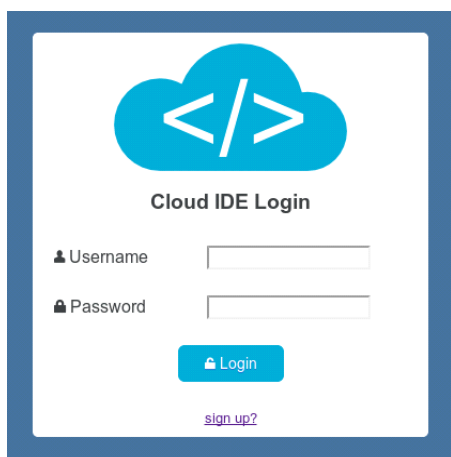 </>
Cloud IDE Login
Username
Password
Login
sign up?